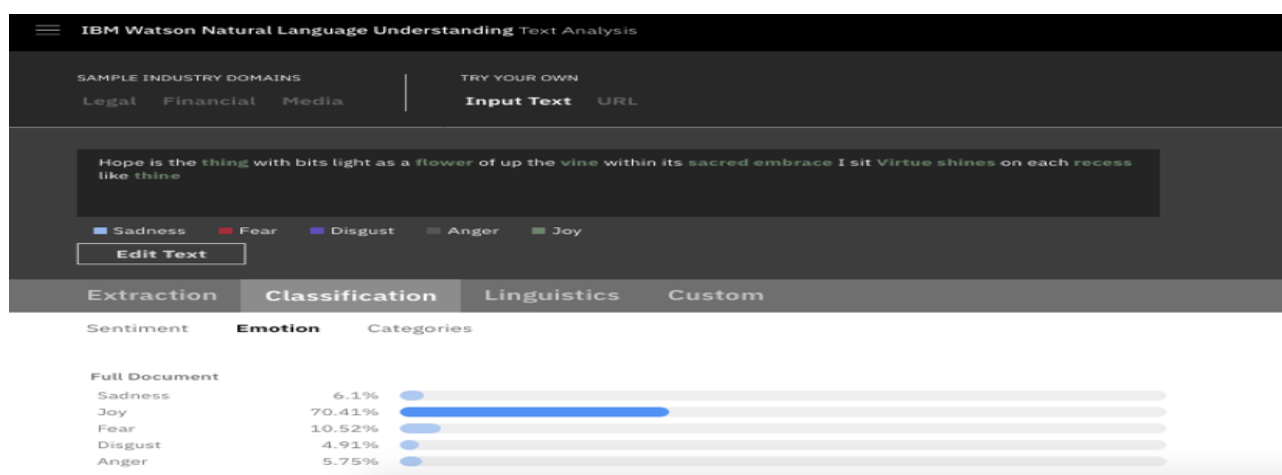 IBM Watson Natural Language Understanding Text Analysis
SAMPLE INDUSTRY DOMAINS
TRY YOUR OWN
Legal Financial Media
Input Text URL
Hope is the thing with bits light as a flower of up the vine within its sacred embrace I sit Virtue shines on each recess
like thine
Sadness Fear Disgust Anger Joy
Edit Text
Extraction Classification Linguistics Custom
Sentiment Emotion Categories
Full Document
Sadness 6.1%
Joy 70.41%
Fear 10.52%
Disgust 4.91%
Anger 5.75%